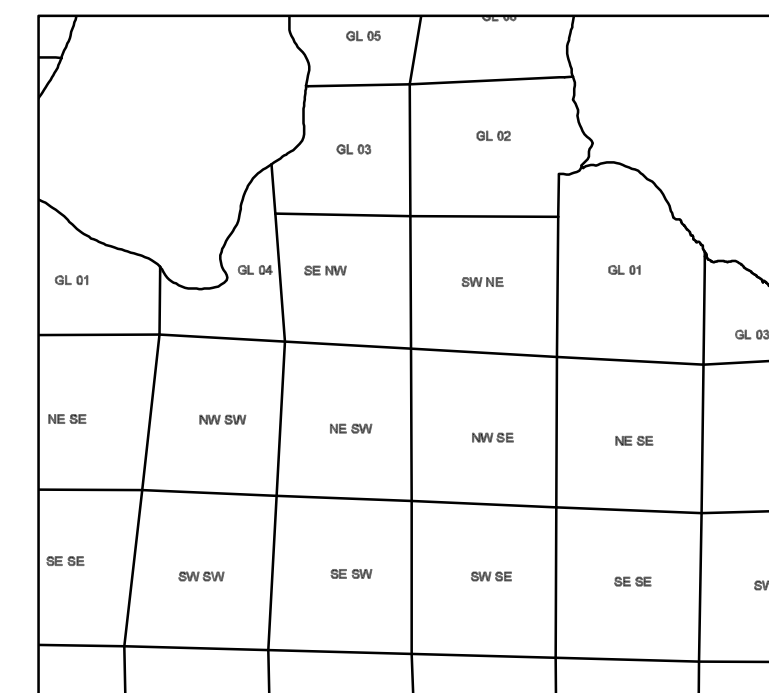 GL 05
GL 03
GL 02
GL 01
GL 04
SE NW
SW NE
GL 01
GL 03
NE SE
NW SW
NE SW
NW SE
NE SE
SE SE
SW SW
SE SW
SW SE
SE SE